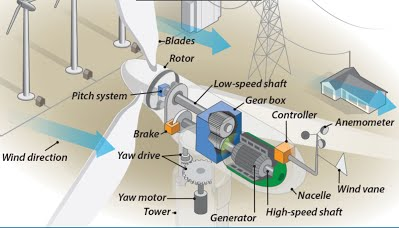 Blades
Rotor
Pitch system
Low-speed shaft
Gear box
Controller
Anemometer
Brake
Wind direction
Yaw drive
Wind vane
Yaw motor
Nacelle
Tower
Generator
High-speed shaft